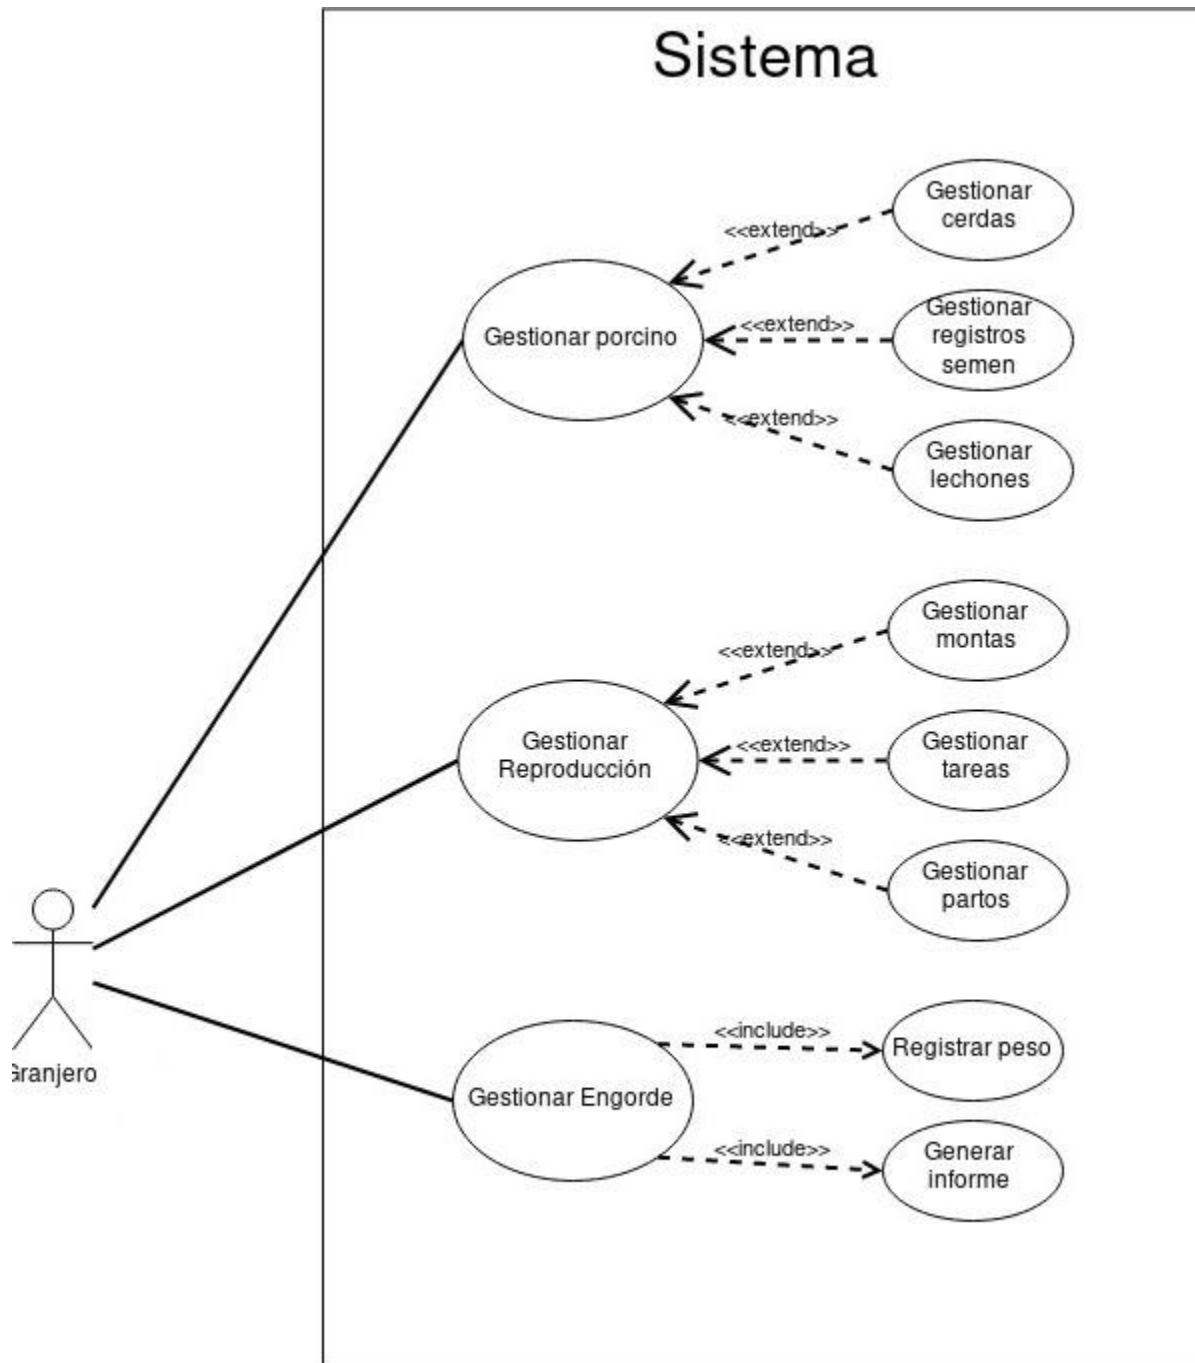 Sistema
Gestionar
cerdas
<<extend>>
Gestionar porcino
<<extend>>
Gestionar
registros
semen
<<extend>>
Gestionar
lechones
Gestionar
montas
<<extend>>
Gestionar
Reproducción
<<extend>>
Gestionar
tareas
<<extend>>
Gestionar
partos
Granjero
Gestionar Engorde
<<include>>
Registrar peso
<<include>>
Generar
informe